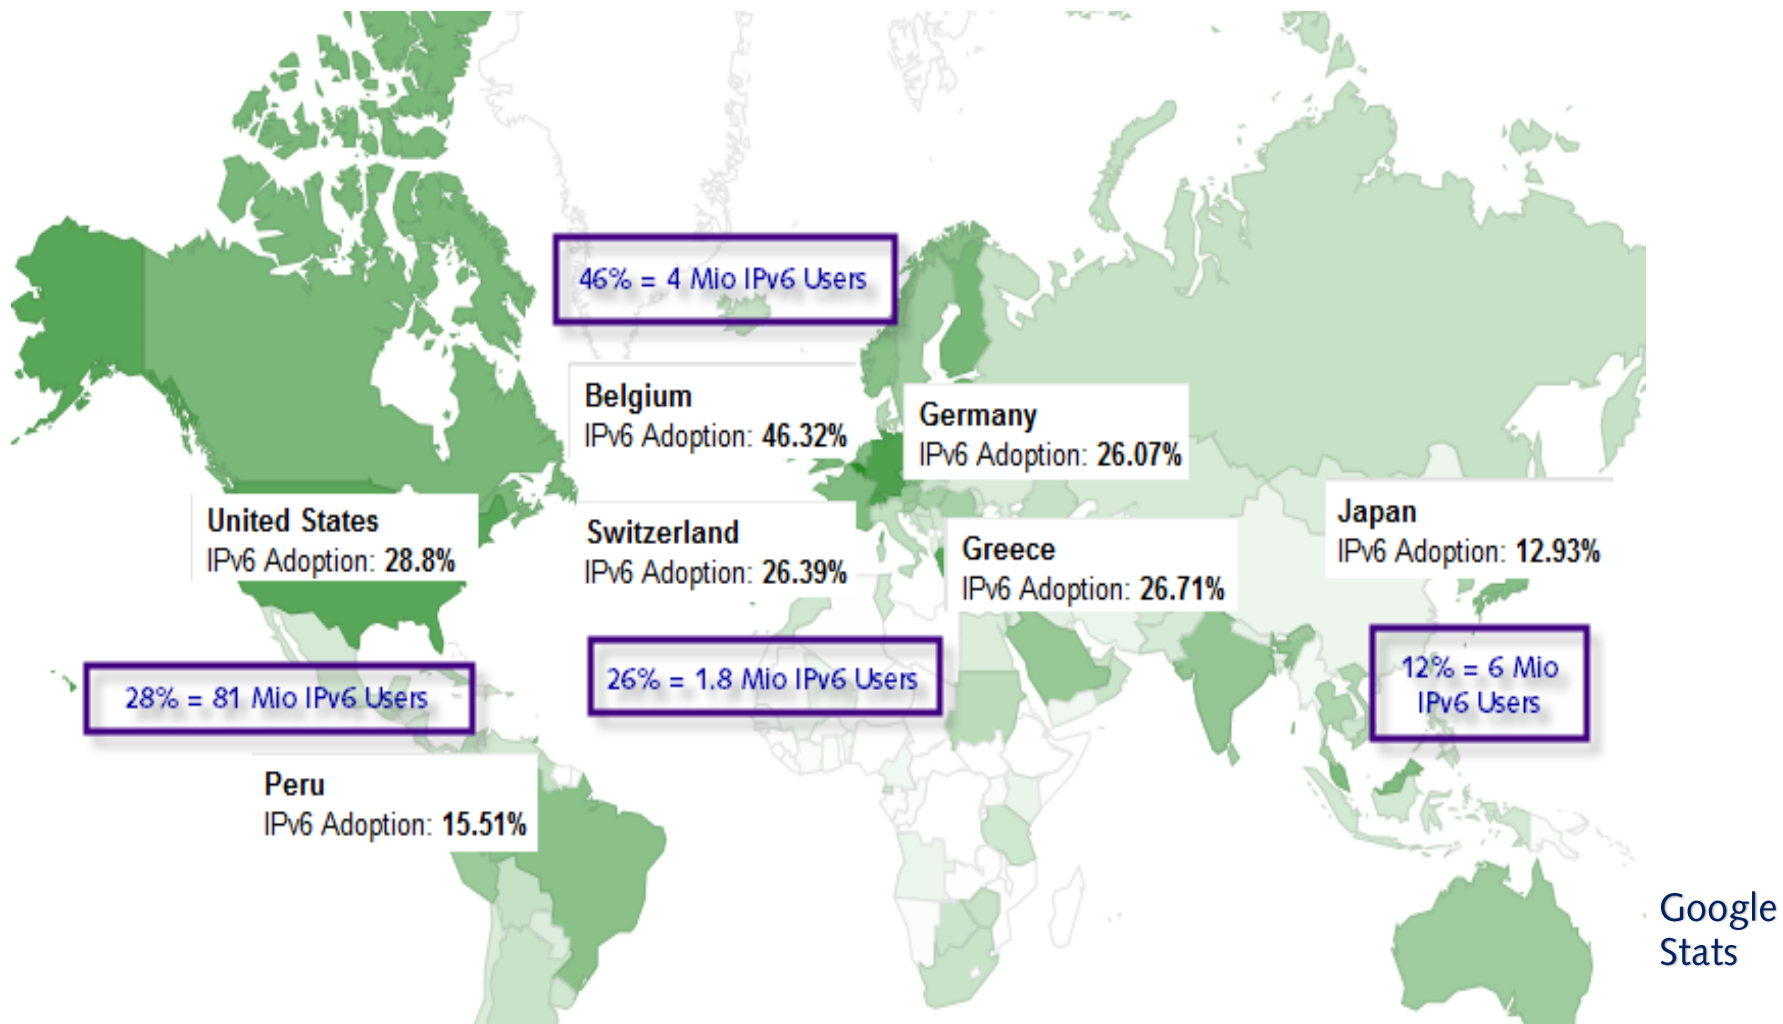 46% = 4 Mio IPv6 Users
Belgium
IPv6 Adoption: 46.32%
Germany
IPv6 Adoption: 26.07%
United States
IPv6 Adoption: 28.8%
Switzerland
IPv6 Adoption: 26.39%
Greece
IPv6 Adoption: 26.71%
Japan
IPv6 Adoption: 12.93%
28% = 81 Mio IPv6 Users
26% = 1.8 Mio IPv6 Users
12% = 6 Mio
IPv6 Users
Peru
IPv6 Adoption: 15.51%
Google
Stats